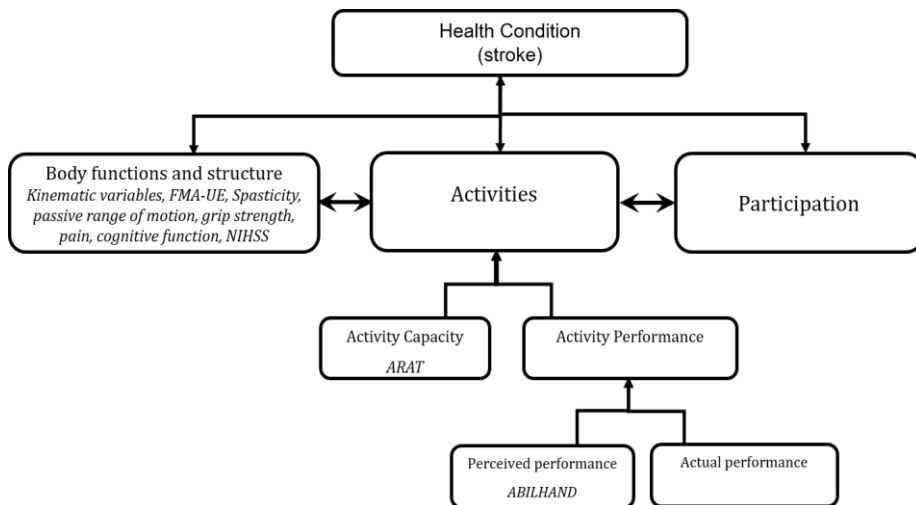 Health Condition
(stroke)
Body functions and structure
Kinematic variables, FMA-UE, Spasticity,
passive range of motion, grip strength,
pain, cognitive function, NIHSS
Activities
Participation
Activity Capacity
ARAT
Activity Performance
Perceived performance
ABILHAND
Actual performance